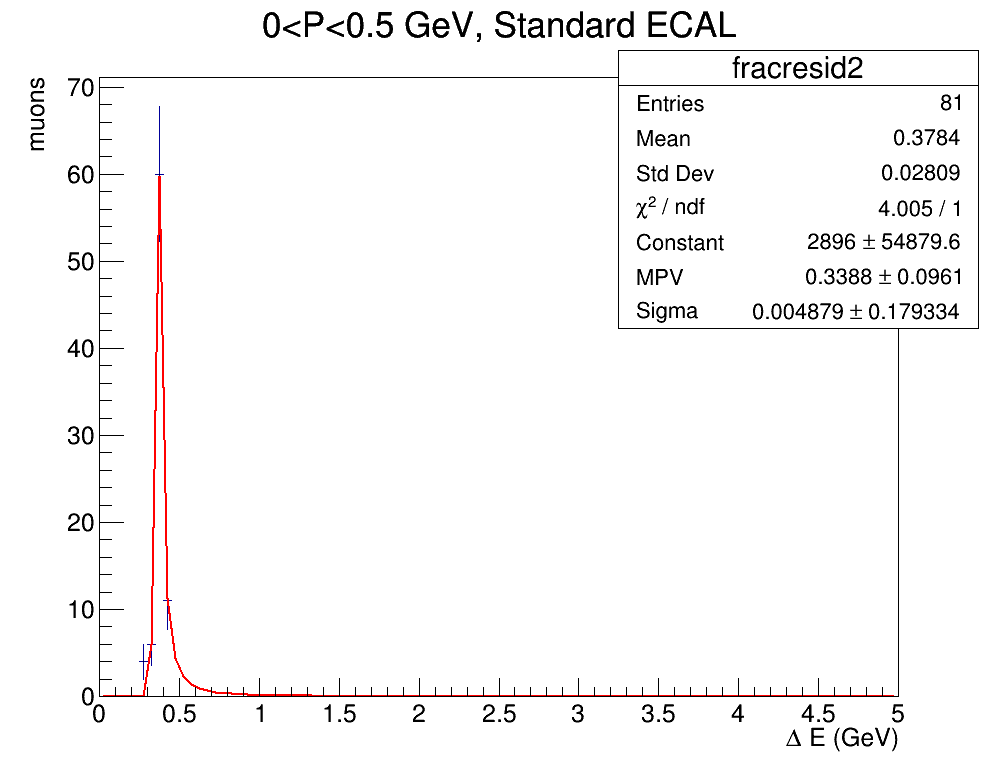 0<P<0.5 GeV, Standard ECAL
fracresid2
Entries 81
Mean 0.3784
Std Dev 0.02809
χ² / ndf 4.005 / 1
Constant 2896 ± 54879.6
MPV 0.3388 ± 0.0961
Sigma 0.004879 ± 0.179334
muons
70
60
50
40
30
20
10
0
0 0.5 1 1.5 2 2.5 3 3.5 4 4.5 5
Δ E (GeV)